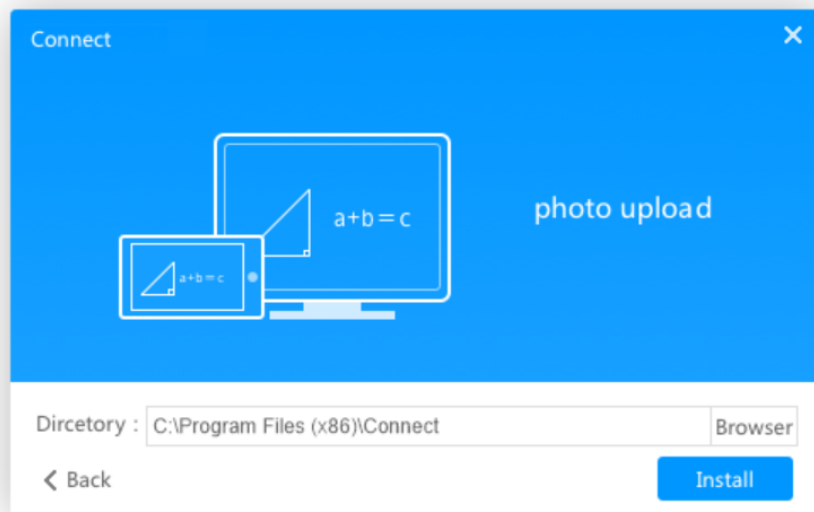 Connect
a+b=c
photo upload
a+b=c
Dircetory :
C:\Program Files (x86)\Connect
Browser
Back
Install